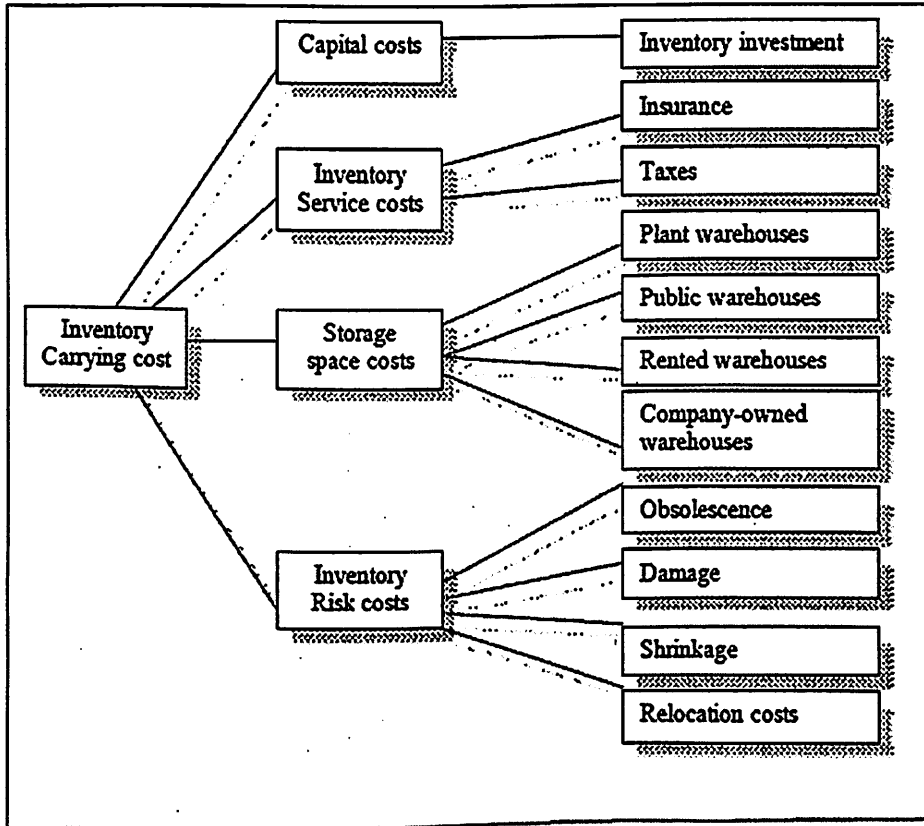 Capital costs
Inventory investment
Insurance
Inventory
Service costs
Taxes
Plant warehouses
Public warehouses
Inventory
Carrying cost
Storage
space costs
Rented warehouses
Company-owned
warehouses
Obsolescence
Inventory
Risk costs
Damage
Shrinkage
Relocation costs